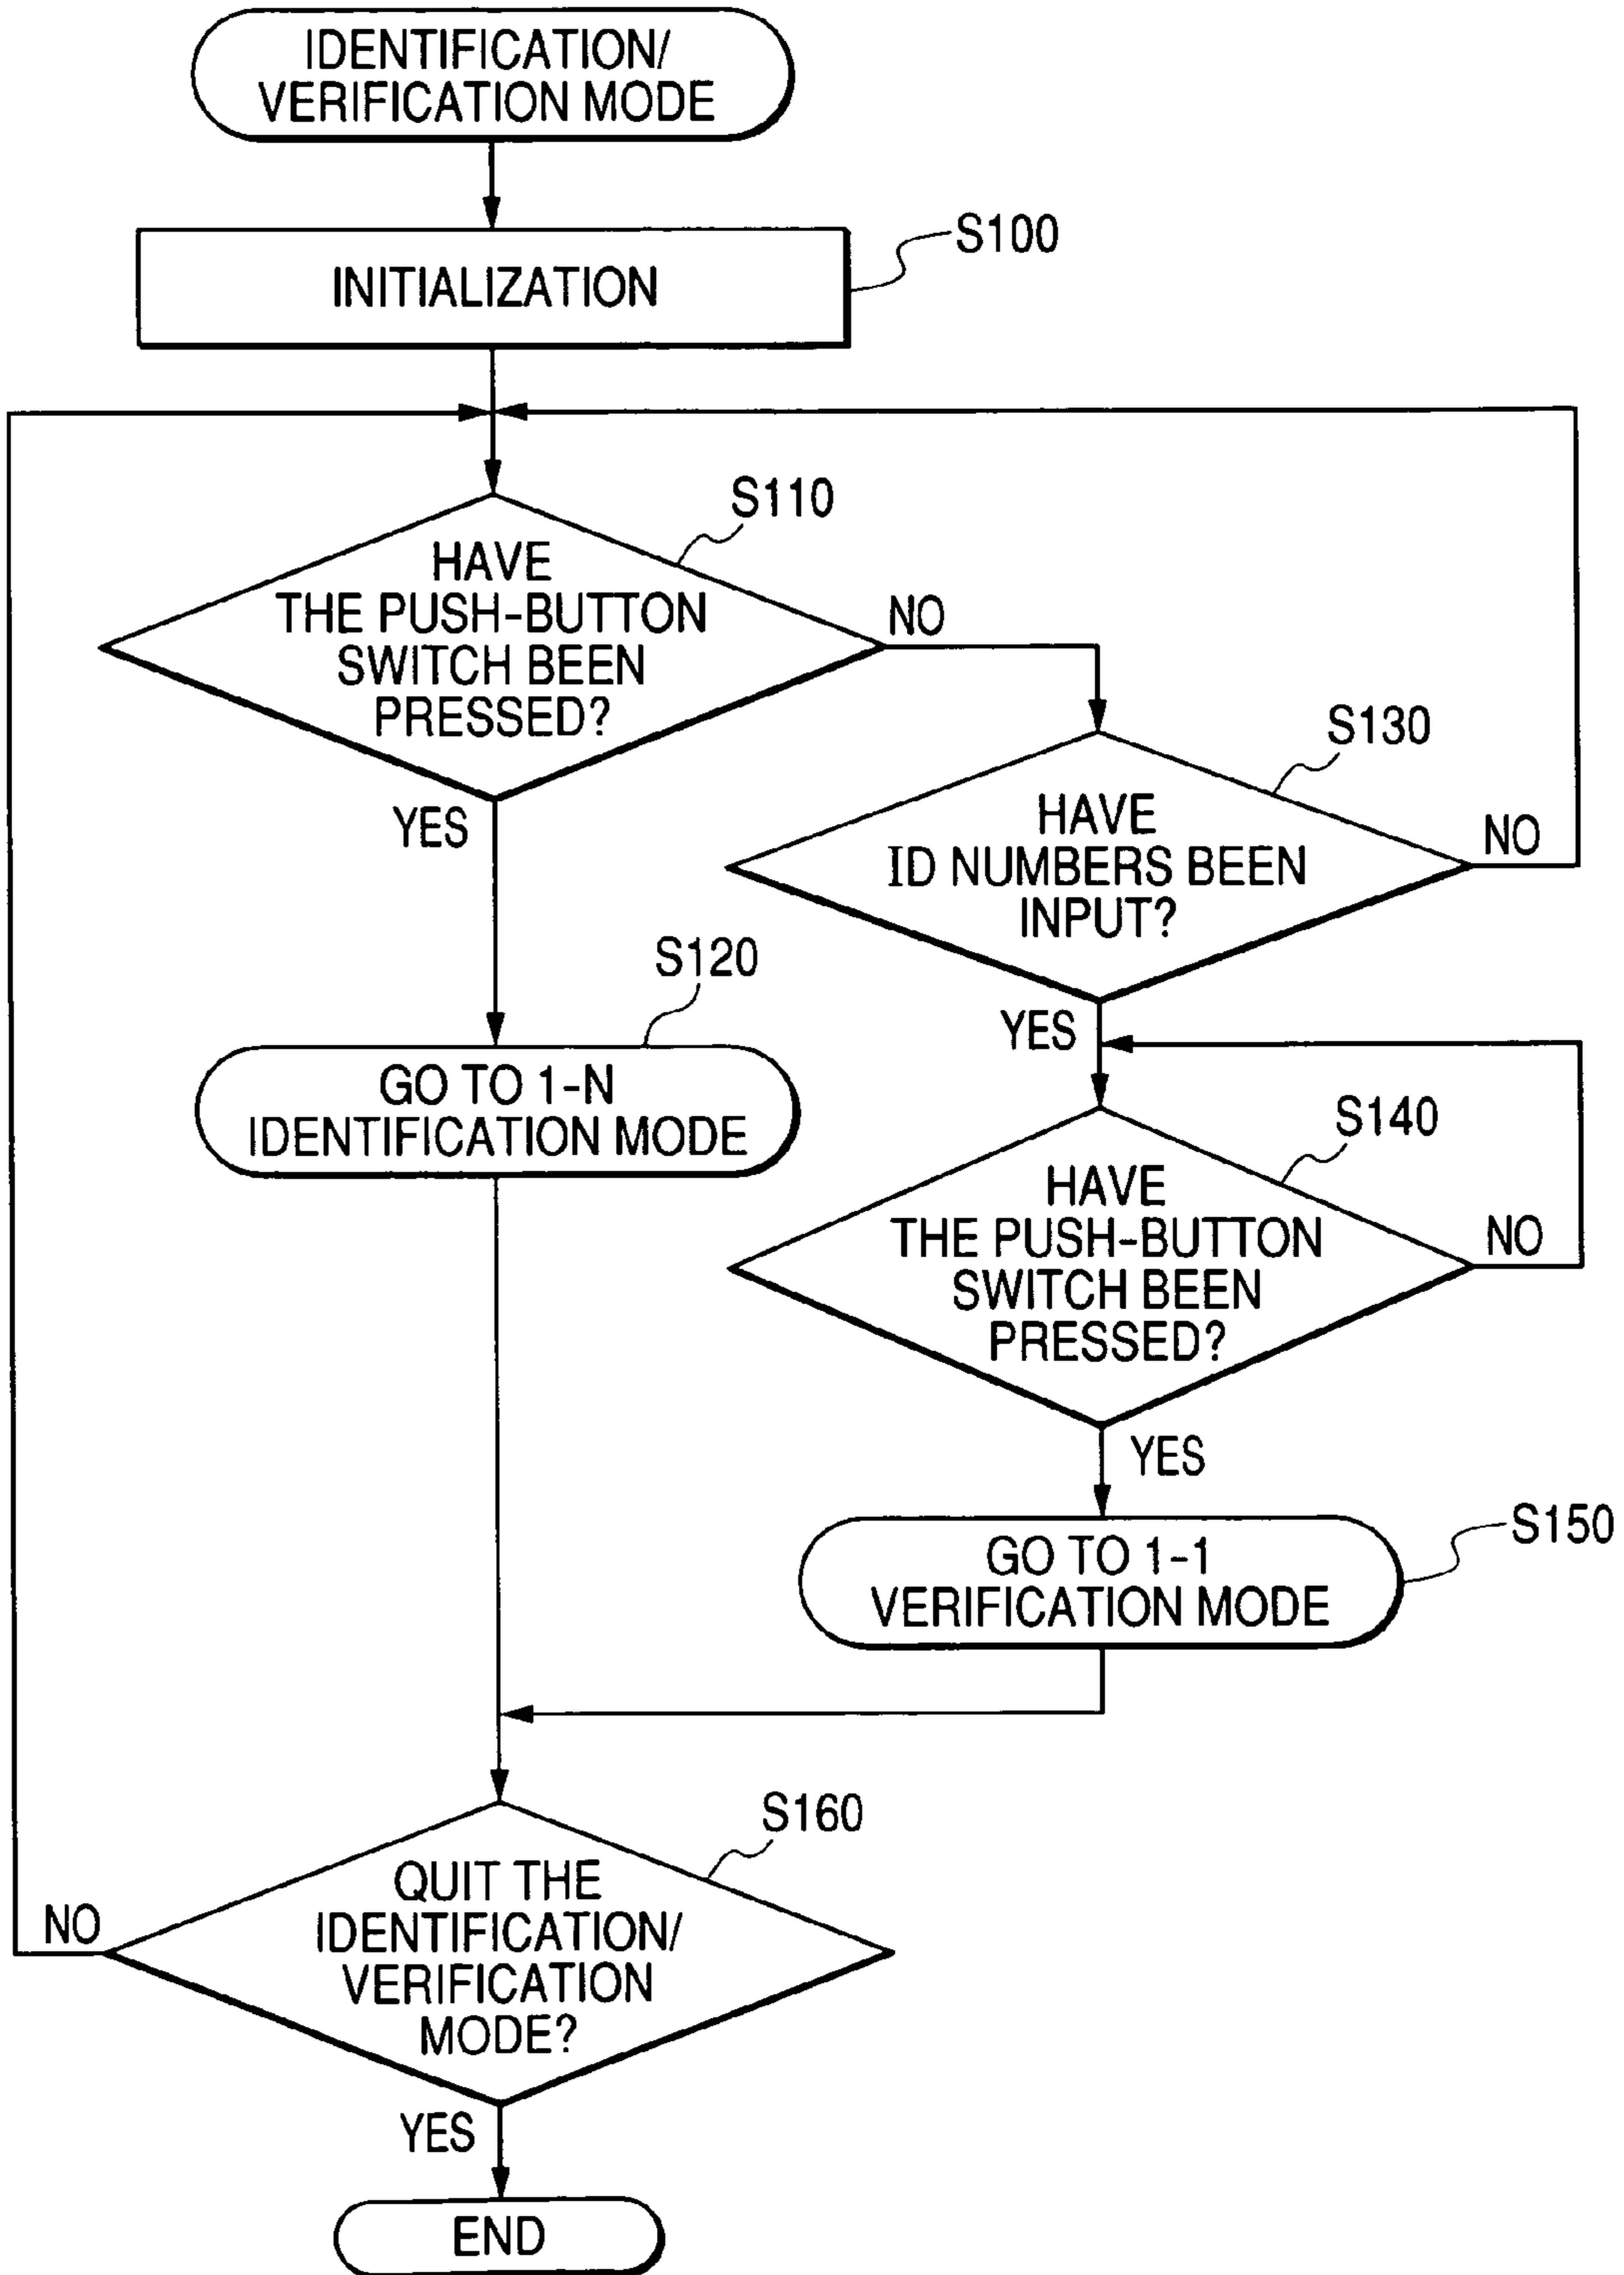 IDENTIFICATION/
VERIFICATION MODE
S100
INITIALIZATION
S110
HAVE
THE PUSH-BUTTON
SWITCH BEEN
PRESSED?
NO
YES
S130
HAVE
ID NUMBERS BEEN
INPUT?
NO
YES
S120
GO TO 1-N
IDENTIFICATION MODE
S140
HAVE
THE PUSH-BUTTON
SWITCH BEEN
PRESSED?
NO
YES
S150
GO TO 1-1
VERIFICATION MODE
S160
QUIT THE
IDENTIFICATION/
VERIFICATION
MODE?
NO
YES
END